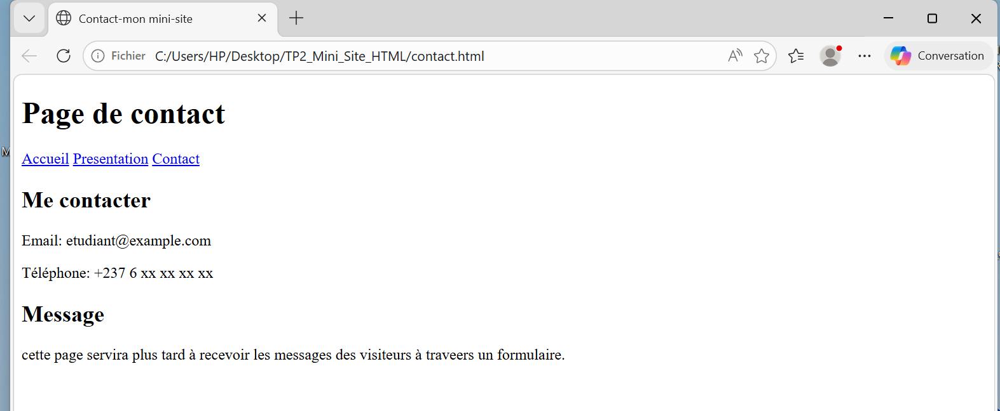 Contact-mon mini-site
Fichier C:/Users/HP/Desktop/TP2_Mini_Site_HTML/contact.html
Conversation
Page de contact
Accueil Presentation Contact
Me contacter
Email: etudiant@example.com
Téléphone: +237 6 xx xx xx xx
Message
cette page servira plus tard à recevoir les messages des visiteurs à traveers un formulaire.